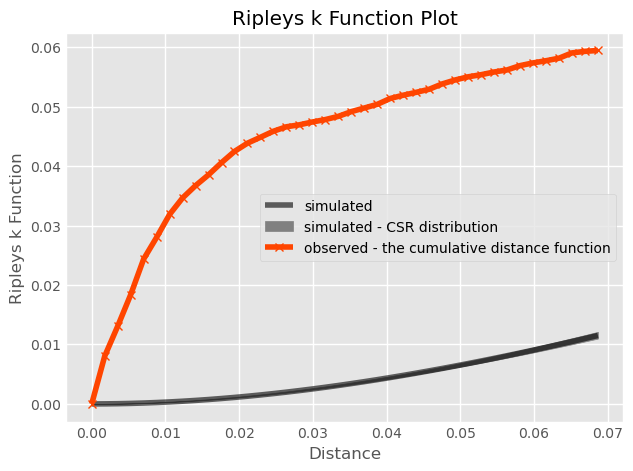 Ripleys k Function Plot
0.06
0.05
0.04
0.03
0.02
0.01
0.00
Ripleys k Function
simulated
simulated - CSR distribution
observed - the cumulative distance function
0.00 0.01 0.02 0.03 0.04 0.05 0.06 0.07
Distance